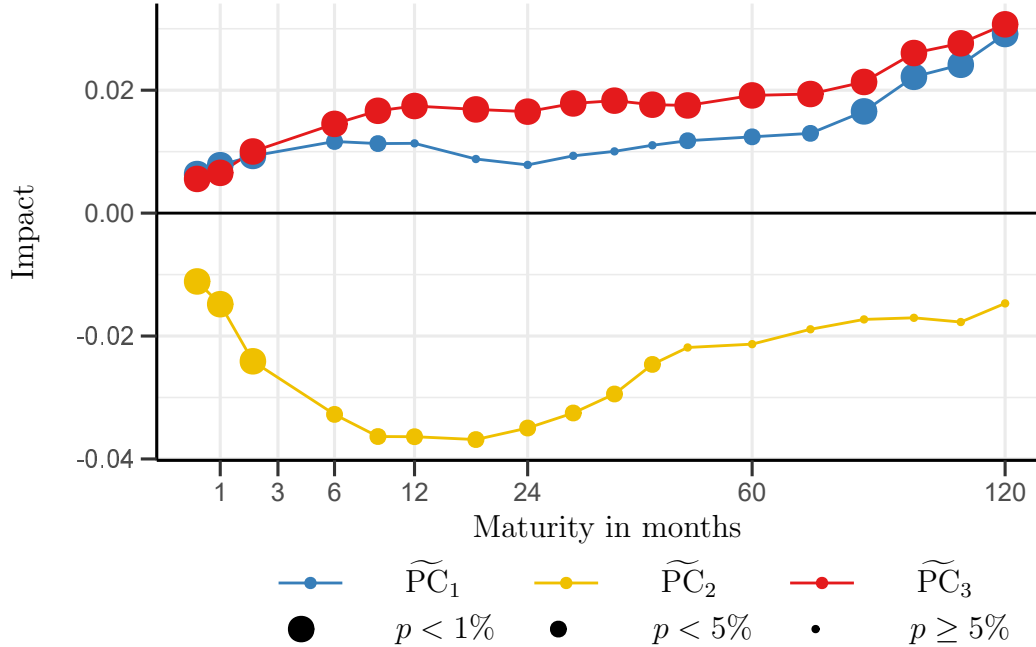 0.02
0.00
-0.02
-0.04
Impact
1 3 6 12 24 60 120
Maturity in months
P͠C₁ P͠C₂ P͠C₃
p < 1% p < 5% p ≥ 5%